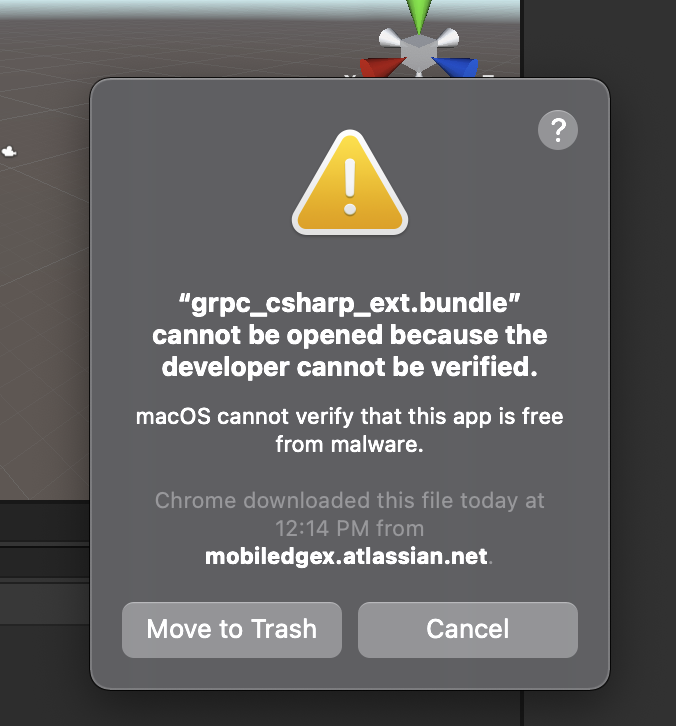 ?
“grpc_csharp_ext.bundle”
cannot be opened because the
developer cannot be verified.
macOS cannot verify that this app is free
from malware.
Chrome downloaded this file today at
12:14 PM from
mobiledgex.atlassian.net.
Move to Trash
Cancel